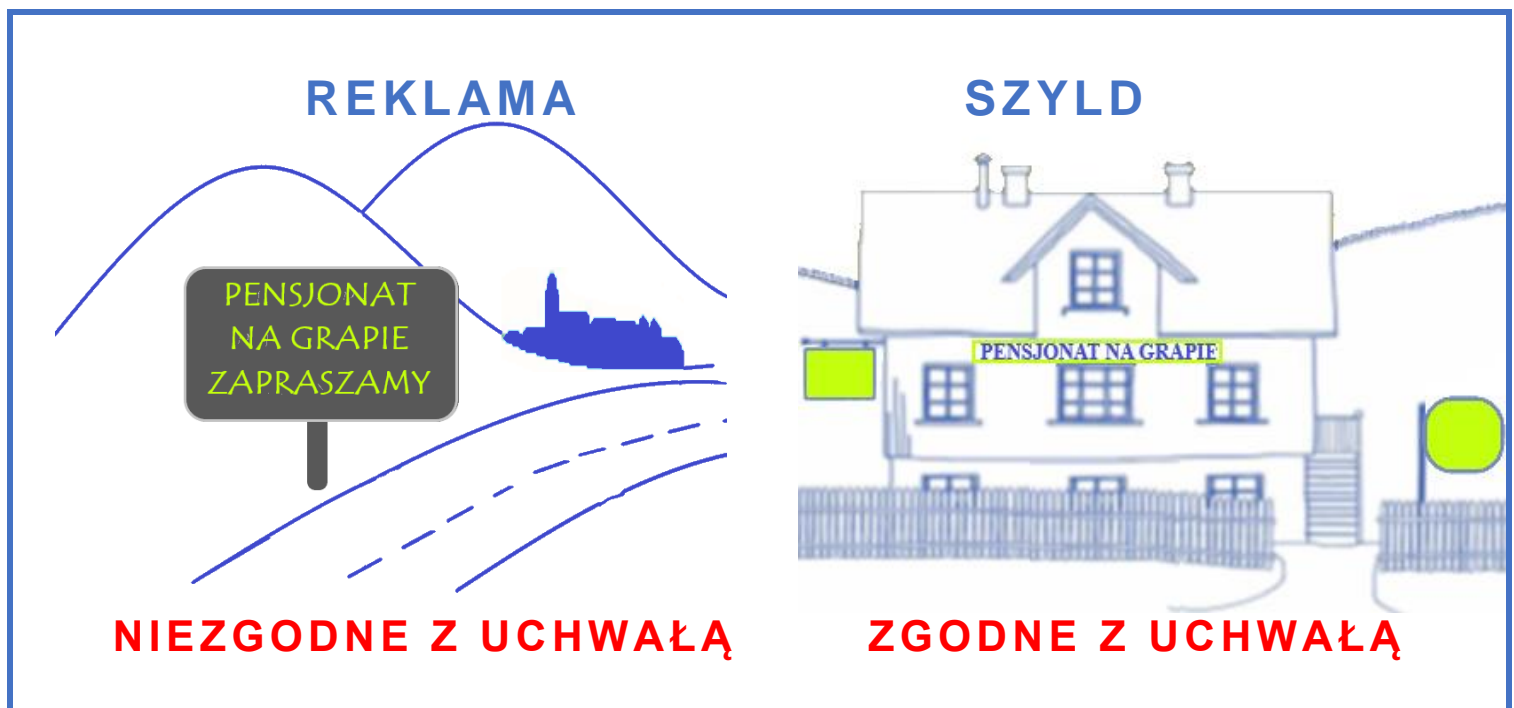 REKLAMA
PENSJONAT
NA GRAPIE
ZAPRASZAMY
NIEZGODNE Z UCHWAŁĄ
SZYLD
PENSJONAT NA GRAPIE
ZGODNE Z UCHWAŁĄ